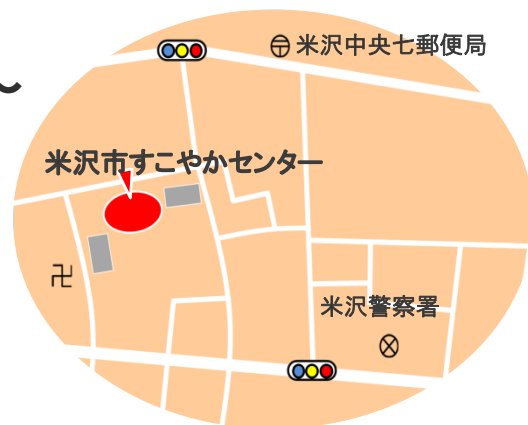 〒米沢中央七郵便局
〜
米沢市すこやかセンター
卍
米沢警察署